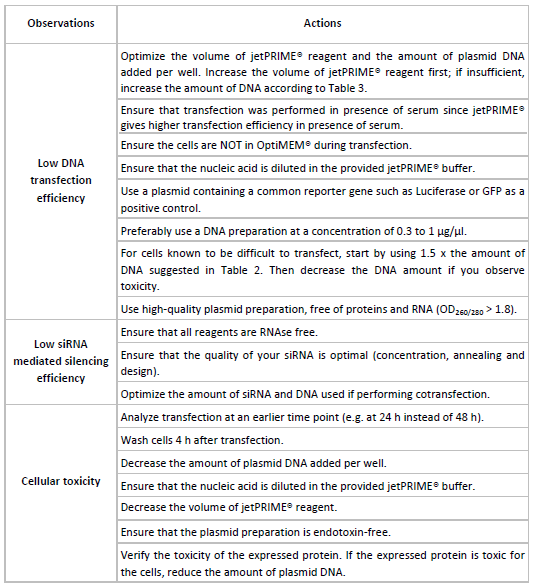 Observations
Actions
Low DNA
transfection
efficiency
Optimize the volume of jetPRIME® reagent and the amount of plasmid DNA
added per well. Increase the volume of jetPRIME® reagent first; if insufficient,
increase the amount of DNA according to Table 3.
Ensure that transfection was performed in presence of serum since jetPRIME®
gives higher transfection efficiency in presence of serum.
Ensure the cells are NOT in OptiMEM® during transfection.
Ensure that the nucleic acid is diluted in the provided jetPRIME® buffer.
Use a plasmid containing a common reporter gene such as Luciferase or GFP as a
positive control.
Preferably use a DNA preparation at a concentration of 0.3 to 1 µg/µl.
For cells known to be difficult to transfect, start by using 1.5 x the amount of
DNA suggested in Table 2. Then decrease the DNA amount if you observe
toxicity.
Use high-quality plasmid preparation, free of proteins and RNA (OD260/280 > 1.8).
Low siRNA
mediated silencing
efficiency
Ensure that all reagents are RNAse free.
Ensure that the quality of your siRNA is optimal (concentration, annealing and
design).
Optimize the amount of siRNA and DNA used if performing cotransfection.
Cellular toxicity
Analyze transfection at an earlier time point (e.g. at 24 h instead of 48 h).
Wash cells 4 h after transfection.
Decrease the amount of plasmid DNA added per well.
Ensure that the nucleic acid is diluted in the provided jetPRIME® buffer.
Decrease the volume of jetPRIME® reagent.
Ensure that the plasmid preparation is endotoxin-free.
Verify the toxicity of the expressed protein. If the expressed protein is toxic for
the cells, reduce the amount of plasmid DNA.